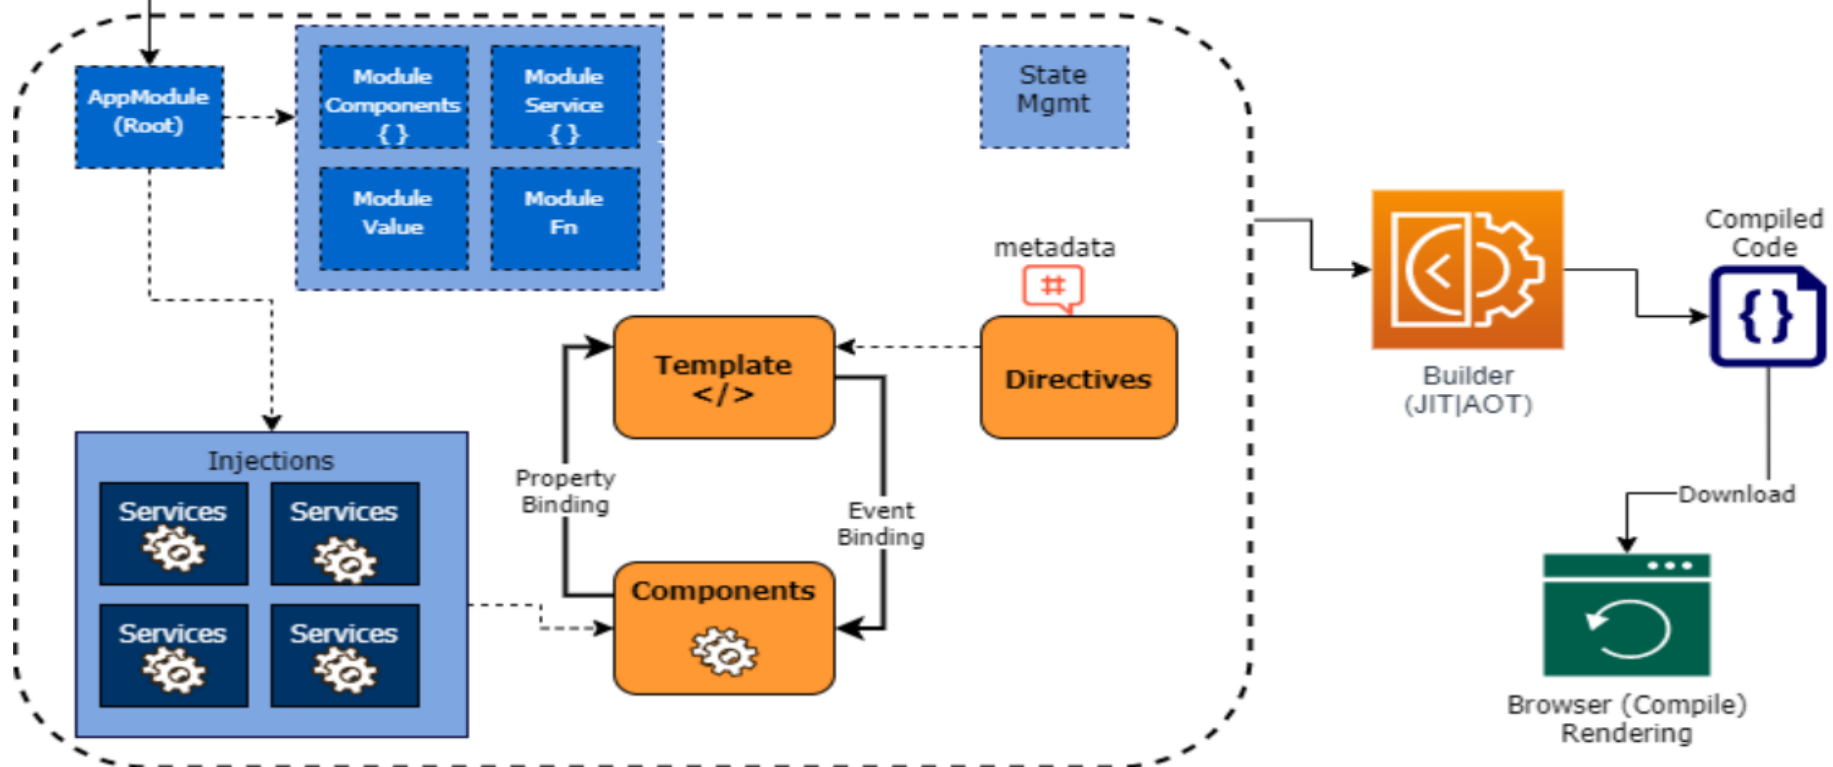 AppModule
(Root)
Module
Components
{}
Module
Service
{}
Module
Value
Module
Fn
State
Mgmt
metadata
#
Template
</>
Directives
Property
Binding
Event
Binding
Components
Injections
Services
Services
Services
Services
<
Builder
(JIT|AOT)
Compiled
Code
{}
Download
Browser (Compile)
Rendering